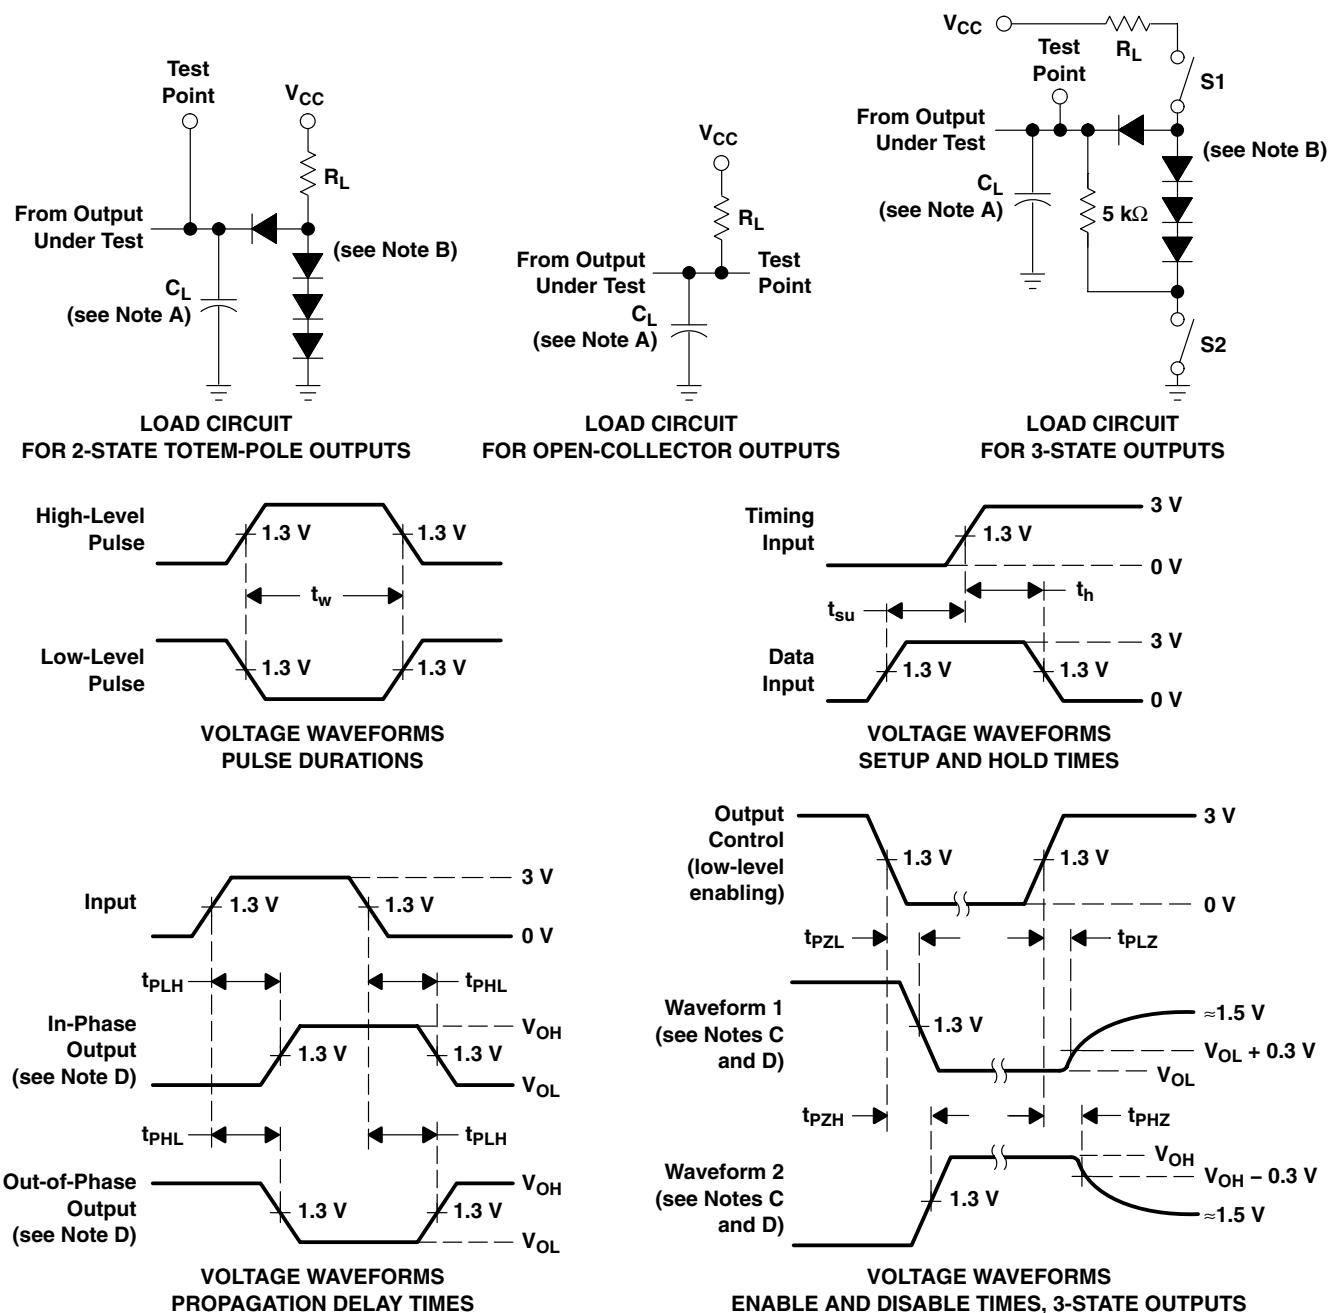 Test
Point
VCC
RL
From Output
Under Test
(see Note B)
CL
(see Note A)
LOAD CIRCUIT
FOR 2-STATE TOTEM-POLE OUTPUTS
VCC
RL
From Output
Under Test
Test
Point
CL
(see Note A)
LOAD CIRCUIT
FOR OPEN-COLLECTOR OUTPUTS
VCC
RL
Test
Point
S1
From Output
Under Test
(see Note B)
CL
(see Note A)
5 kΩ
S2
LOAD CIRCUIT
FOR 3-STATE OUTPUTS
High-Level
Pulse
1.3 V
1.3 V
tw
Low-Level
Pulse
1.3 V
1.3 V
VOLTAGE WAVEFORMS
PULSE DURATIONS
Timing
Input
1.3 V
3 V
0 V
tsu
th
Data
Input
1.3 V
1.3 V
3 V
0 V
VOLTAGE WAVEFORMS
SETUP AND HOLD TIMES
Input
1.3 V
1.3 V
3 V
0 V
tPLH
tPHL
In-Phase
Output
(see Note D)
1.3 V
1.3 V
VOH
VOL
tPHL
tPLH
Out-of-Phase
Output
(see Note D)
1.3 V
1.3 V
VOH
VOL
VOLTAGE WAVEFORMS
PROPAGATION DELAY TIMES
Output
Control
(low-level
enabling)
1.3 V
1.3 V
3 V
0 V
tPZL
tPLZ
Waveform 1
(see Notes C
and D)
1.3 V
≈1.5 V
VOL + 0.3 V
VOL
tPZH
tPHZ
Waveform 2
(see Notes C
and D)
1.3 V
VOH
VOH − 0.3 V
≈1.5 V
VOLTAGE WAVEFORMS
ENABLE AND DISABLE TIMES, 3-STATE OUTPUTS